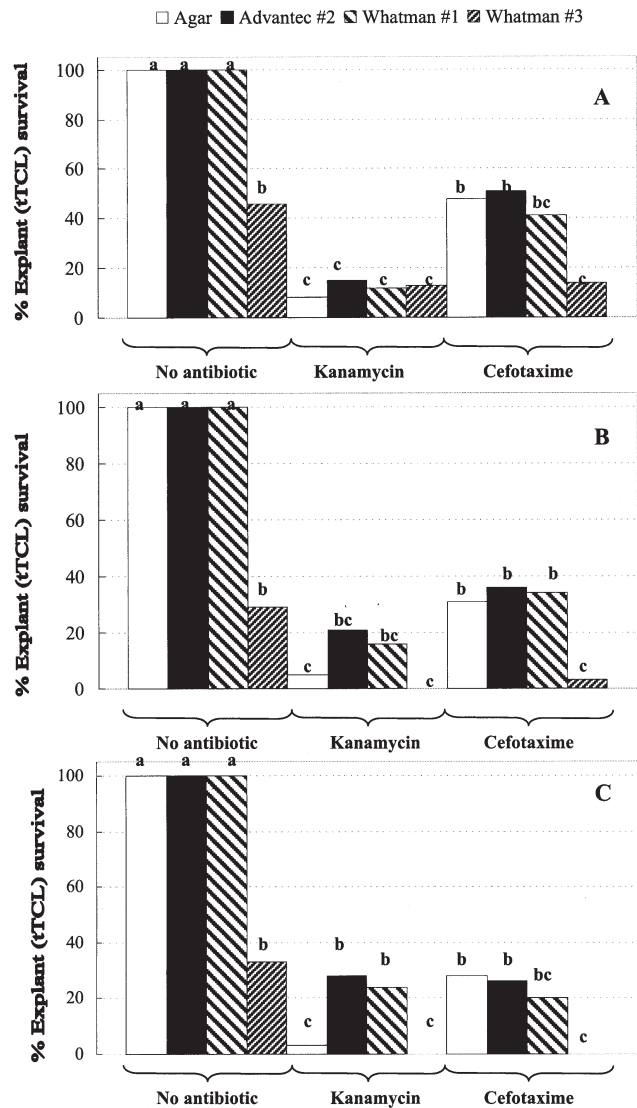 Agar Advantec #2 Whatman #1 Whatman #3
A
% Explant (tTCL) survival
100
80
60
40
20
0
a a a b c c c c b b bc c
No antibiotic Kanamycin Cefotaxime
B
% Explant (tTCL) survival
100
80
60
40
20
0
a a a b c bc bc c b b b c
No antibiotic Kanamycin Cefotaxime
C
% Explant (tTCL) survival
100
80
60
40
20
0
a a a b c b b c b b bc c
No antibiotic Kanamycin Cefotaxime